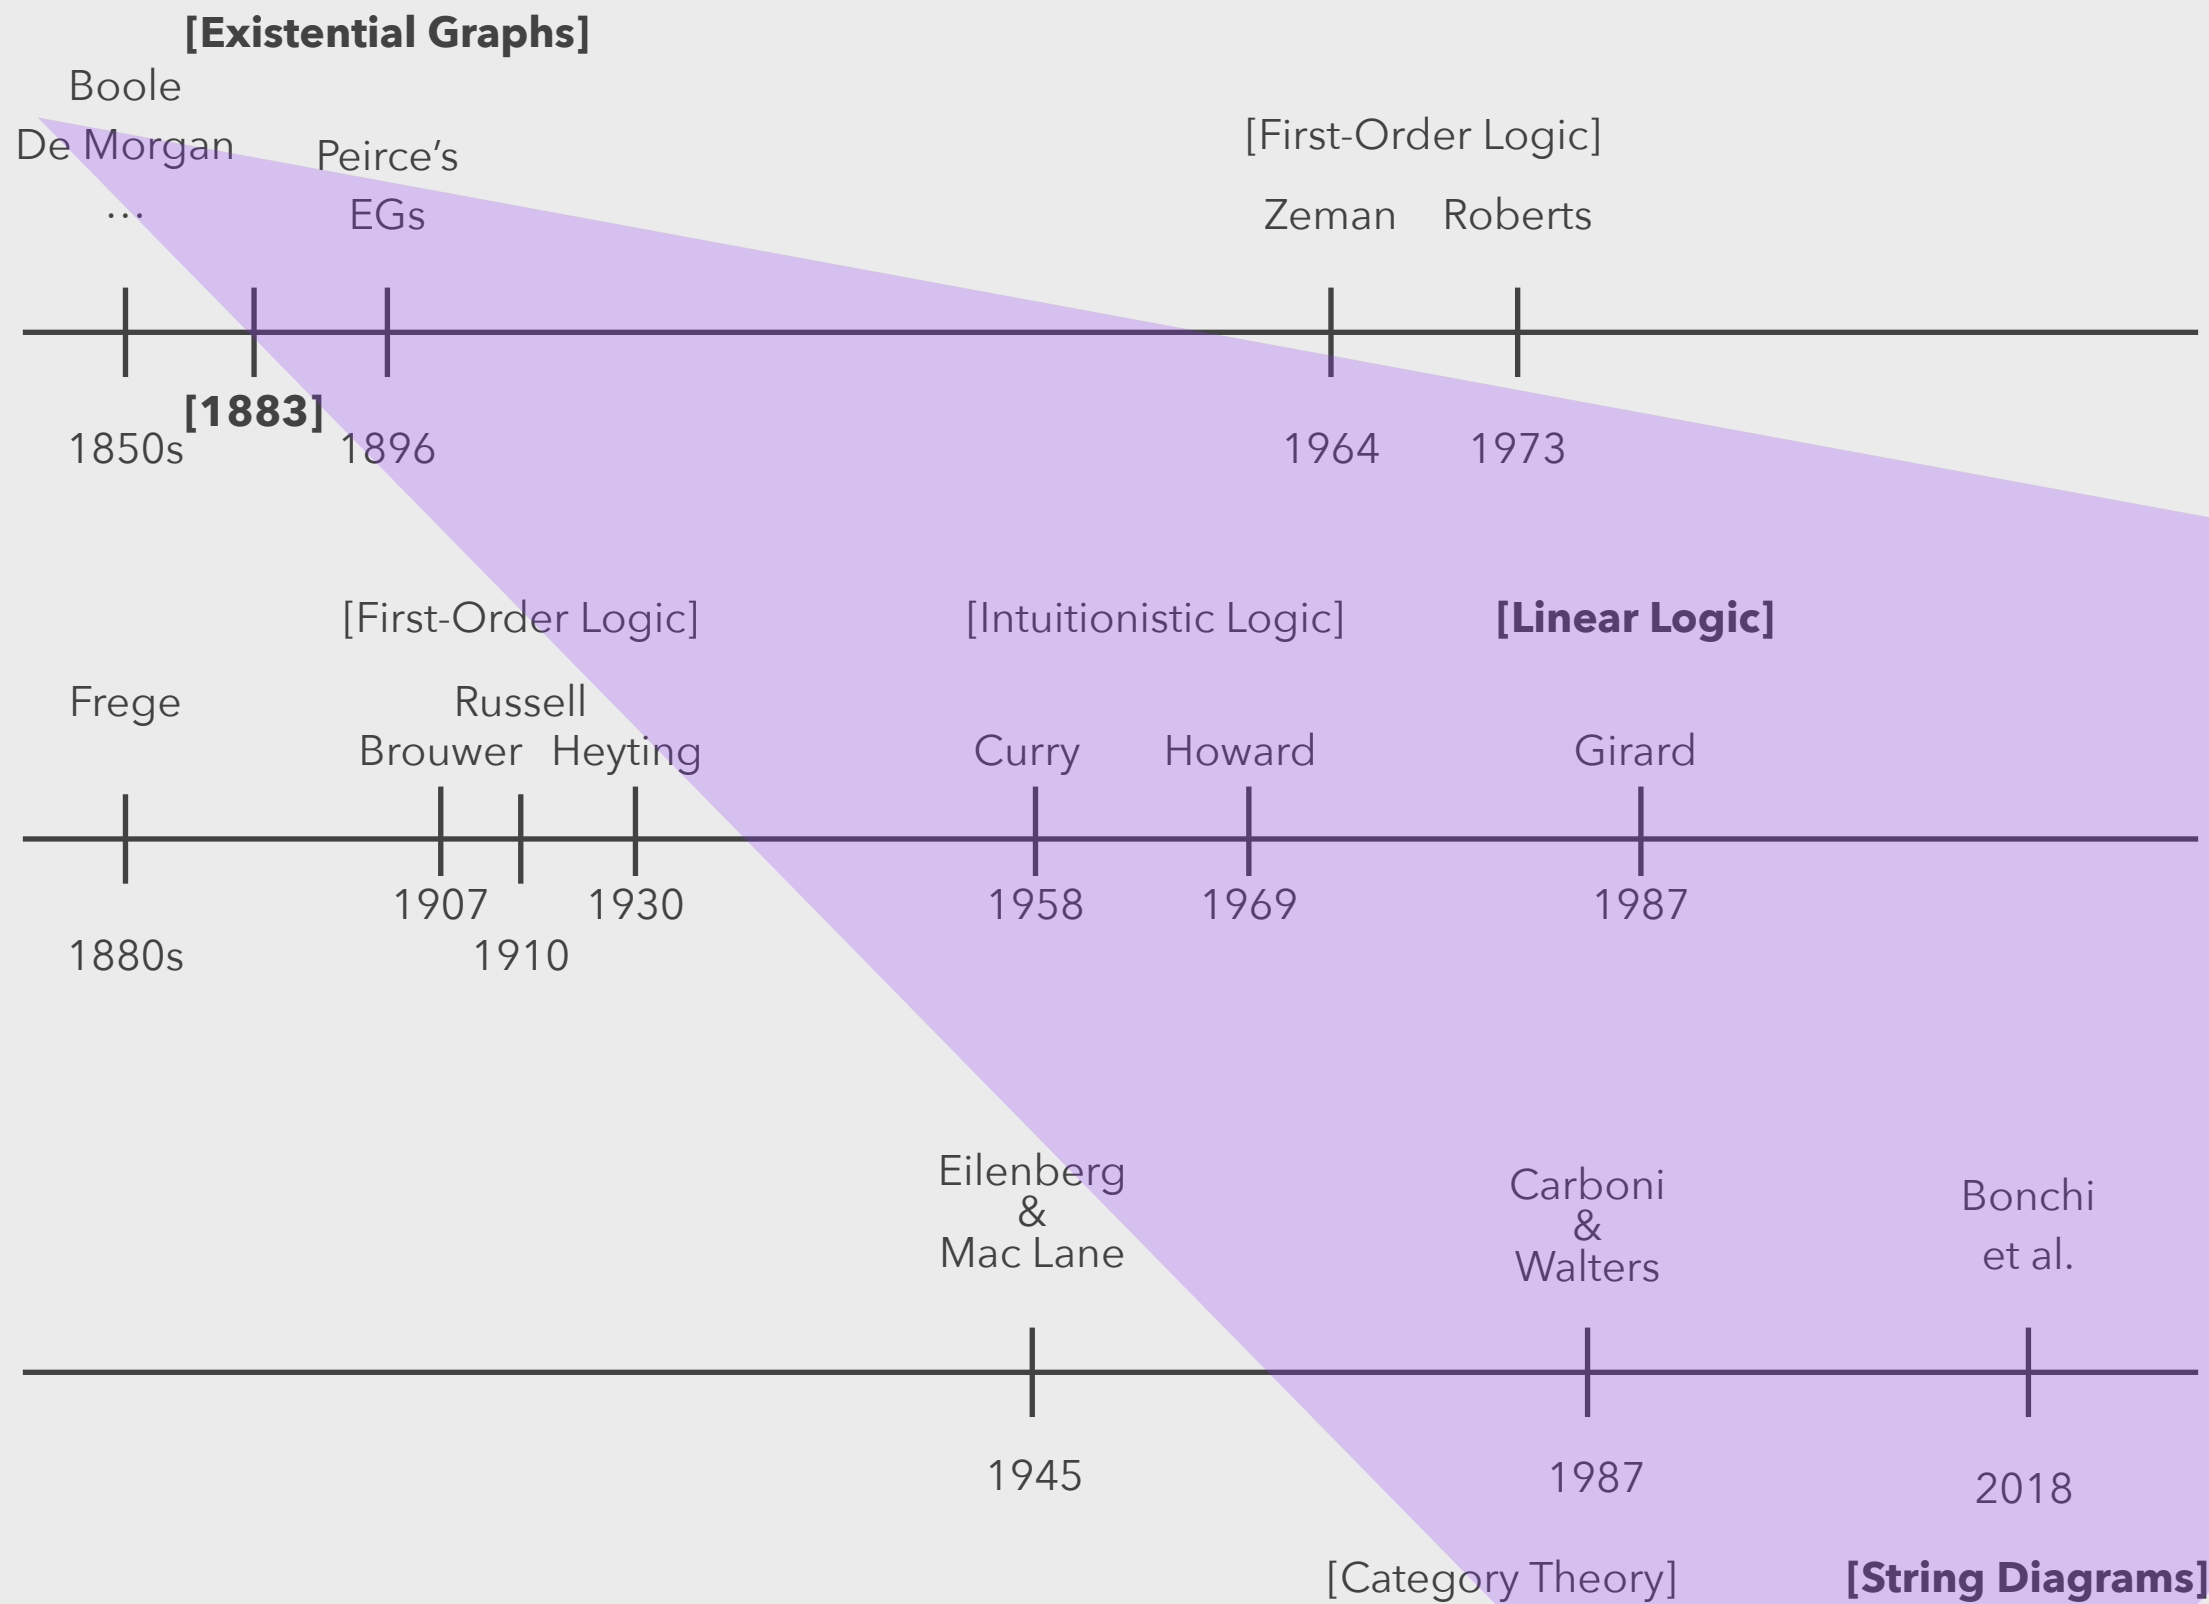 [Existential Graphs]
Boole
De Morgan
…
Peirce’s
EGs
[First-Order Logic]
Zeman
Roberts
1850s
[1883]
1896
1964
1973
[First-Order Logic]
[Intuitionistic Logic]
[Linear Logic]
Frege
Russell
Brouwer
Heyting
Curry
Howard
Girard
1907
1930
1958
1969
1987
1880s
1910
Eilenberg
&
Mac Lane
Carboni
&
Walters
Bonchi
et al.
1945
1987
2018
[Category Theory]
[String Diagrams]